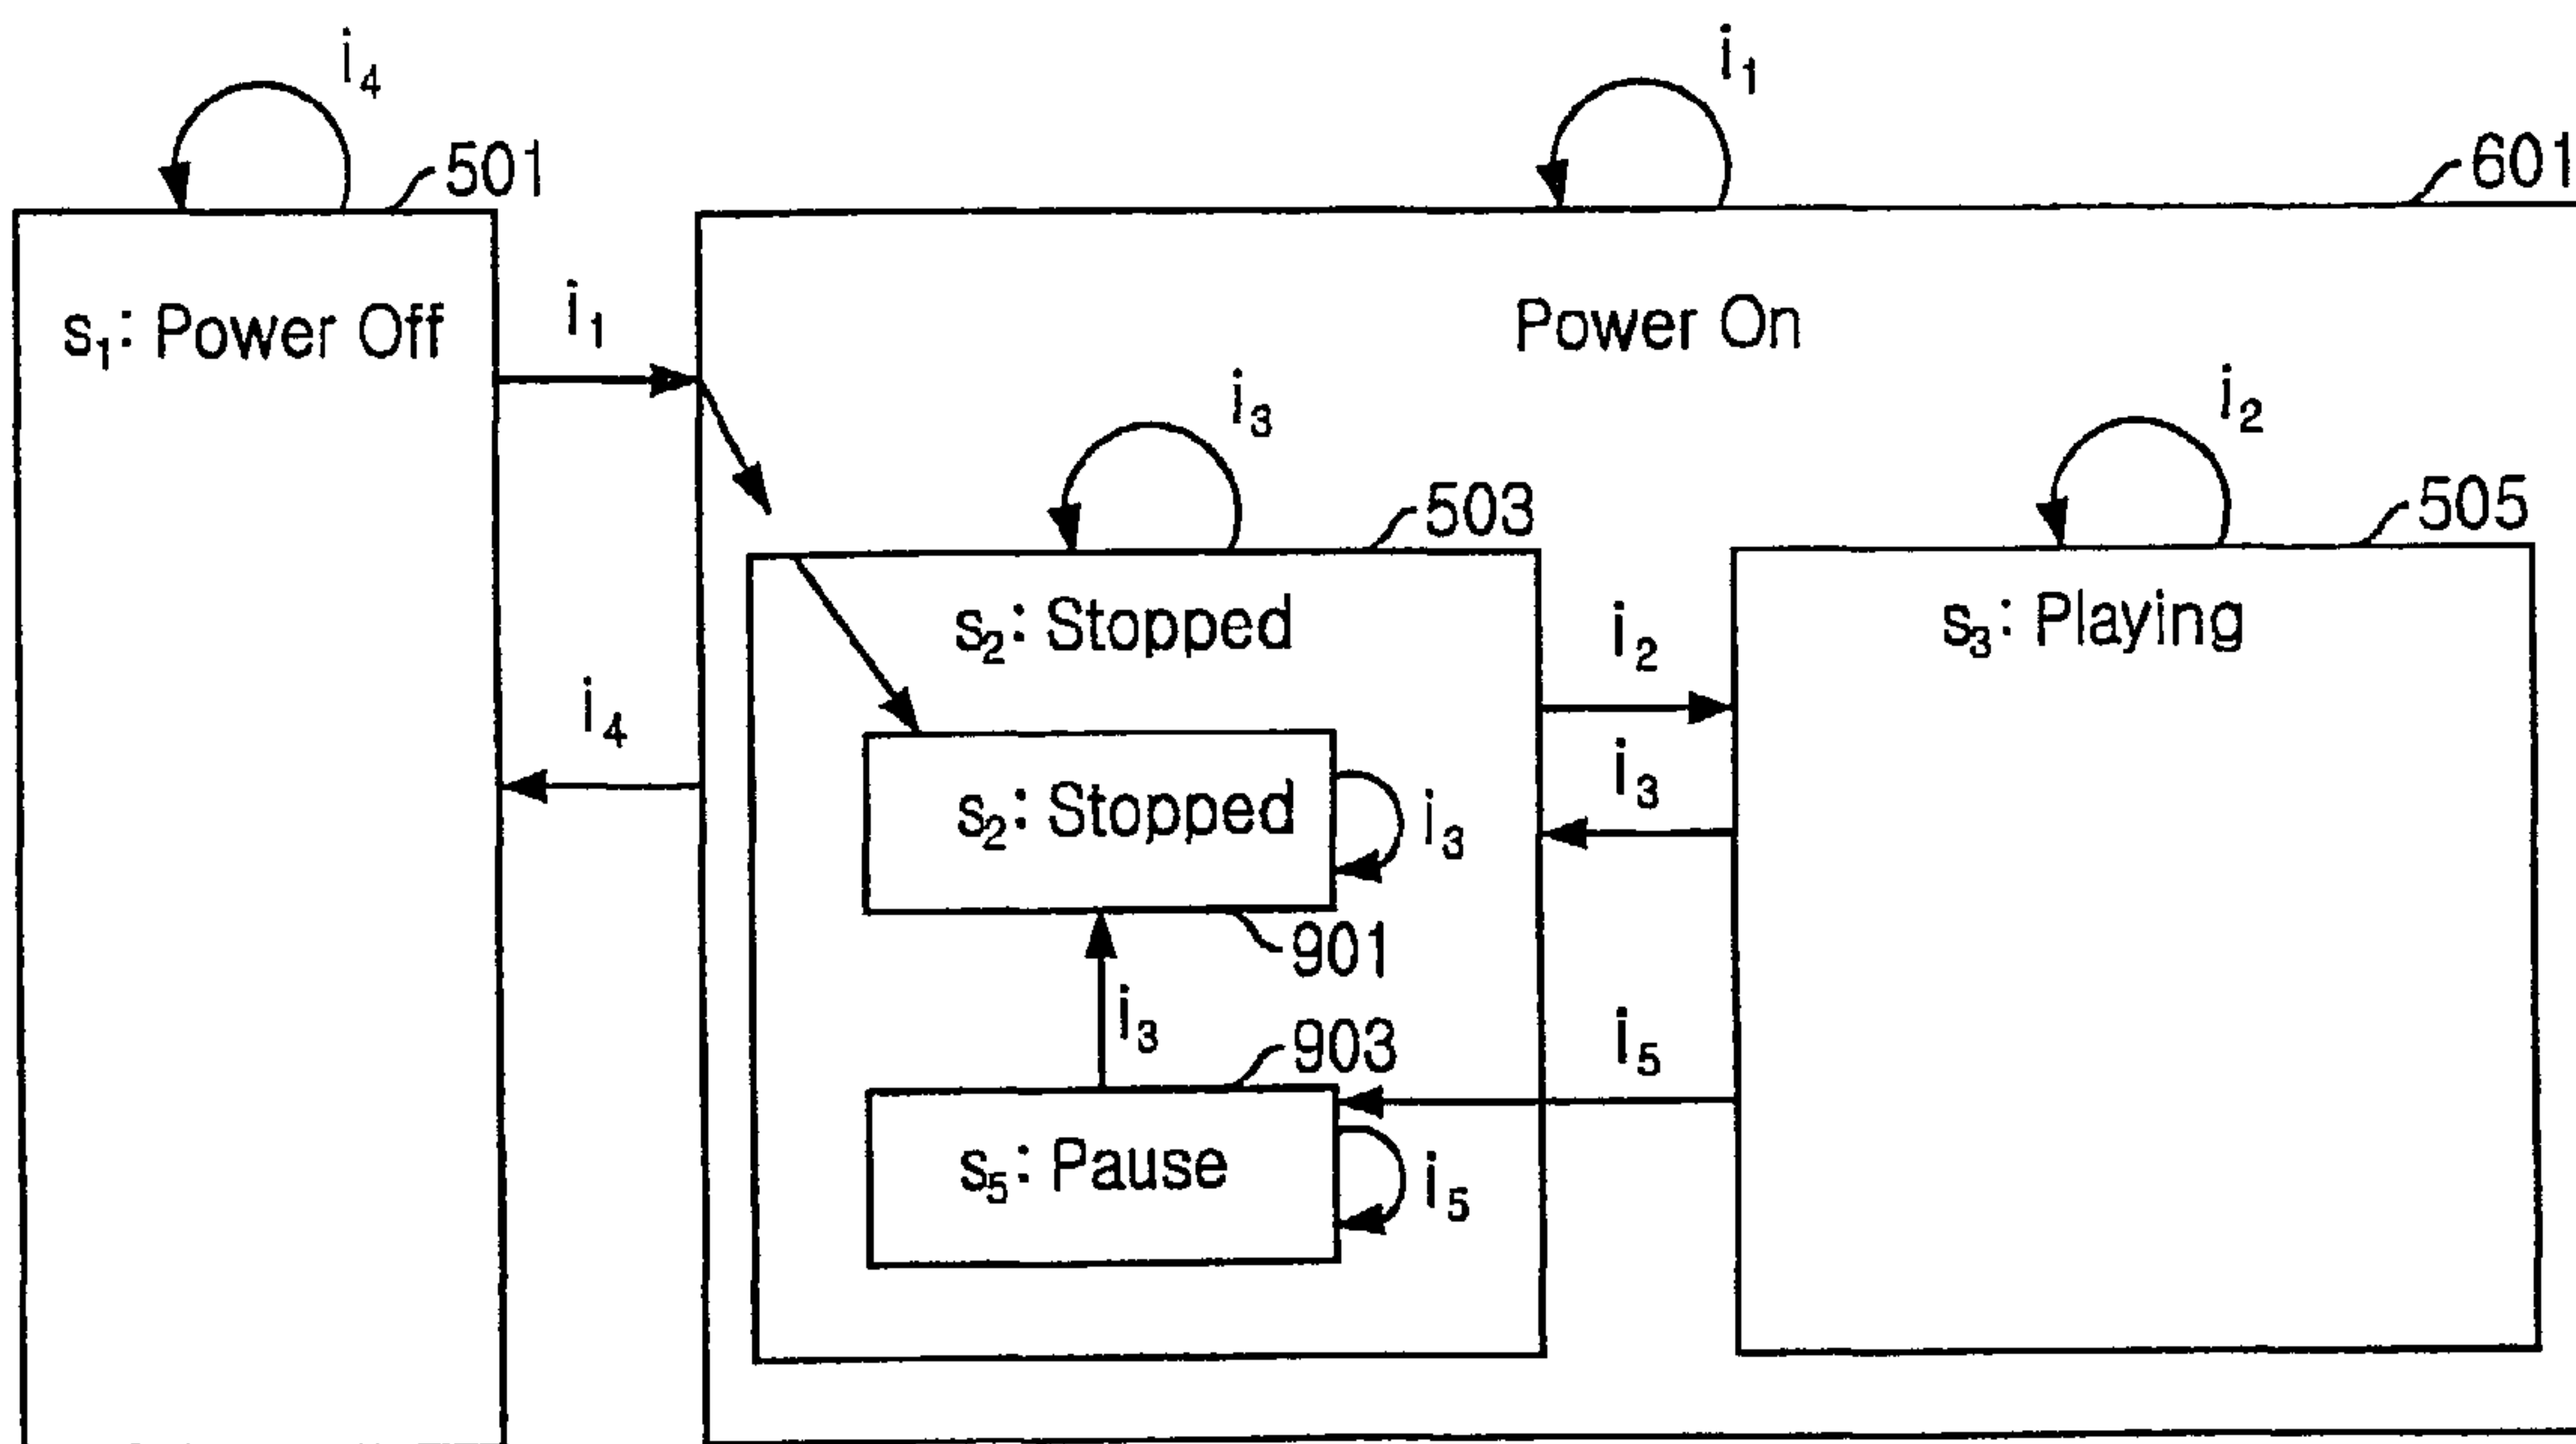 i₄
i₁
501
601
s₁: Power Off
i₁
Power On
i₃
i₂
503
505
s₂: Stopped
s₃: Playing
i₂
i₄
i₃
s₂: Stopped
i₃
901
i₃
903
i₅
s₅: Pause
i₅